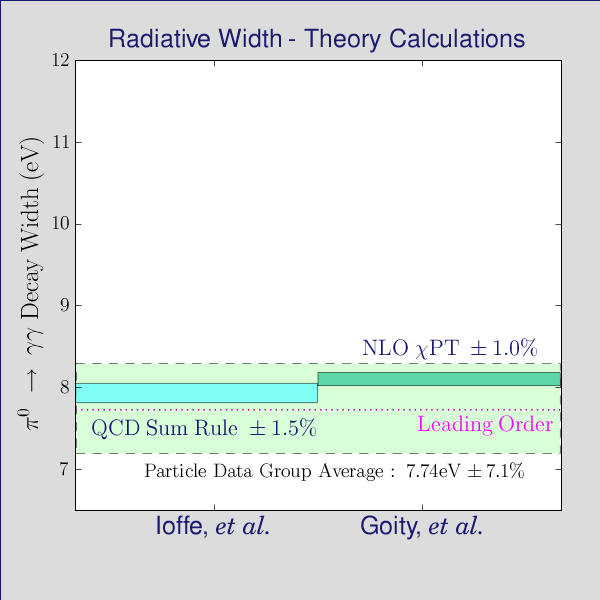 Radiative Width - Theory Calculations
π⁰ → γγ Decay Width (eV)
12
11
10
9
8
7
NLO χPT ±1.0%
QCD Sum Rule ±1.5%
Leading Order
Particle Data Group Average : 7.74eV ±7.1%
Ioffe, et al.
Goity, et al.